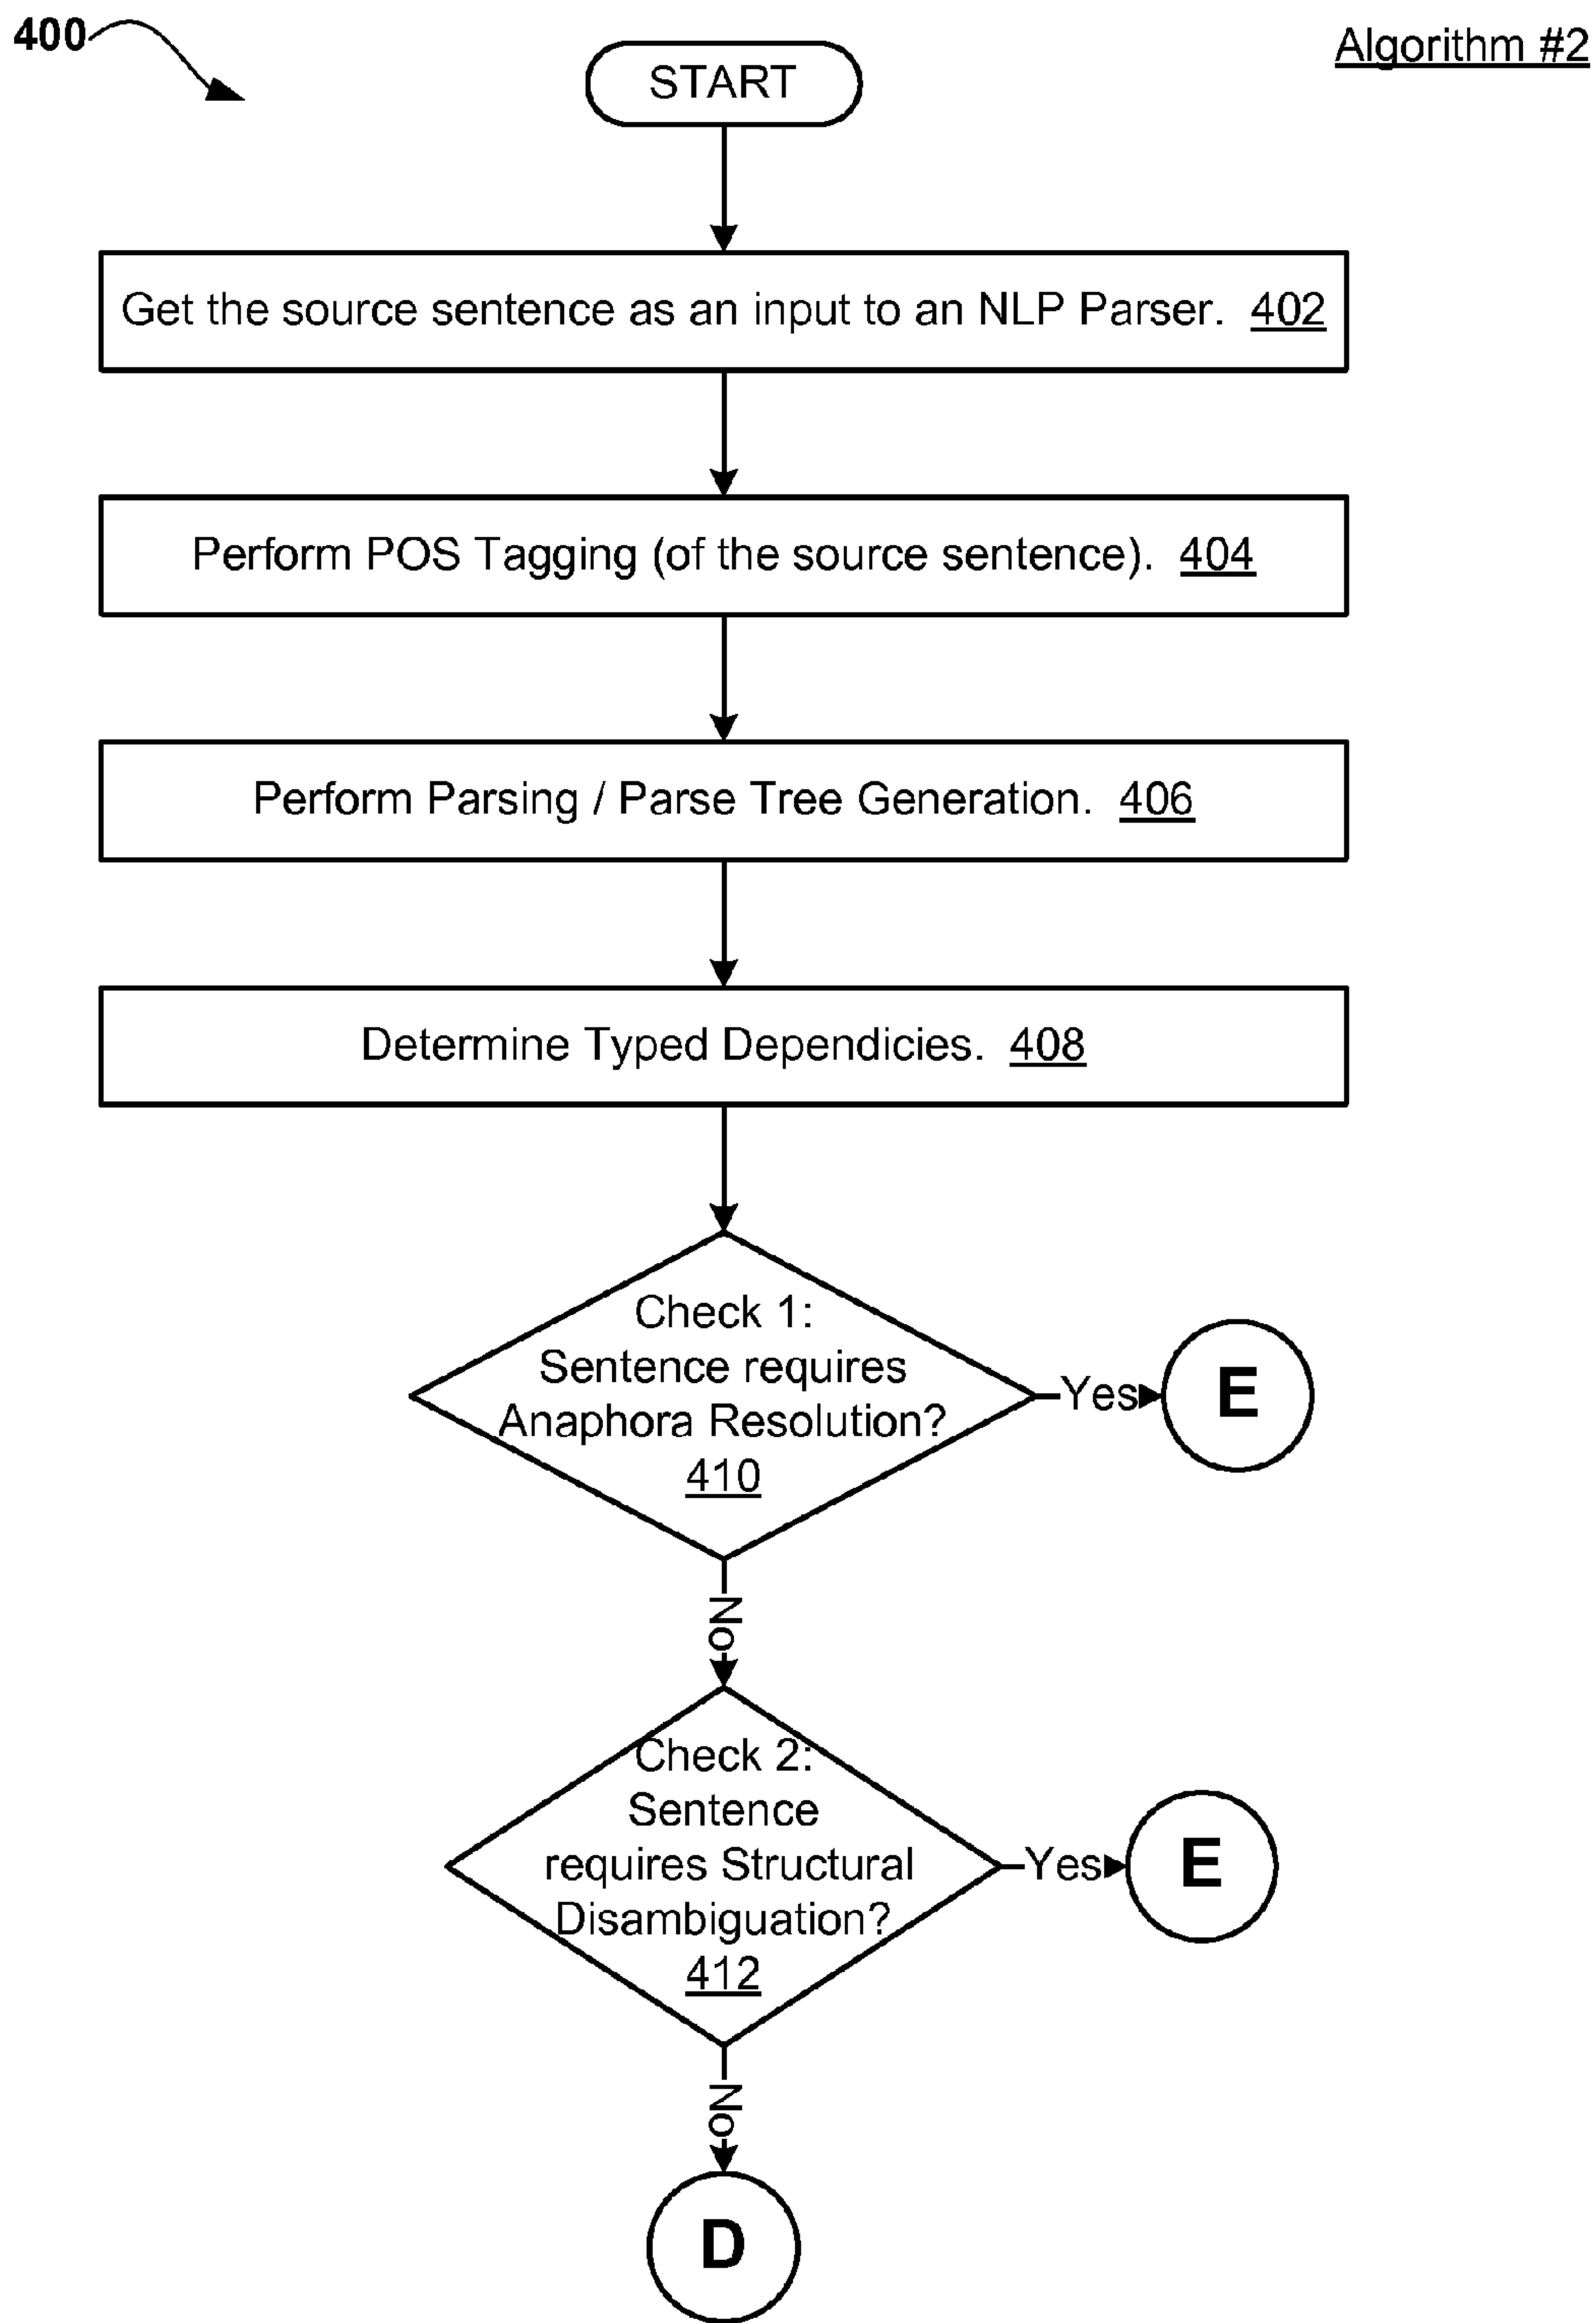 400
Algorithm #2
START
Get the source sentence as an input to an NLP Parser. 402
Perform POS Tagging (of the source sentence). 404
Perform Parsing / Parse Tree Generation. 406
Determine Typed Dependicies. 408
Check 1:
Sentence requires
Anaphora Resolution?
410
Yes
E
No
Check 2:
Sentence
requires Structural
Disambiguation?
412
Yes
E
No
D